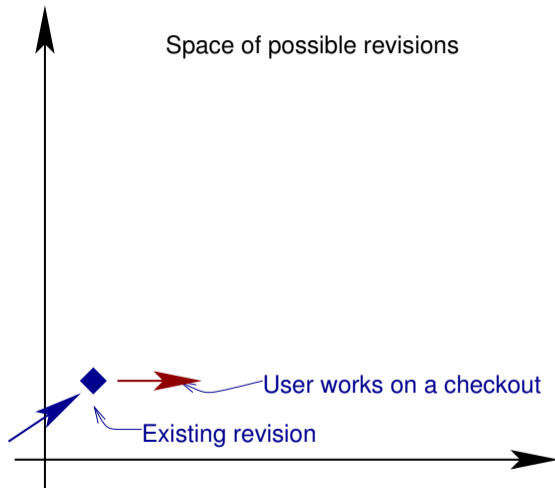 Space of possible revisions
User works on a checkout
Existing revision